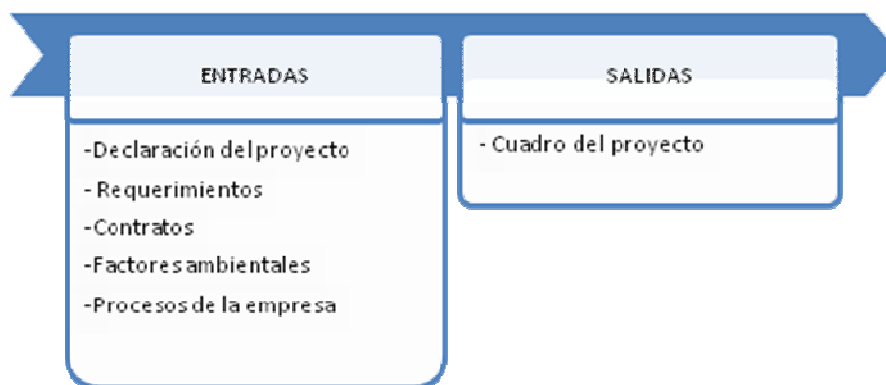 ENTRADAS
-Declaración del proyecto
- Requerimientos
-Contratos
-Factores ambientales
-Procesos de la empresa
SALIDAS
- Cuadro del proyecto